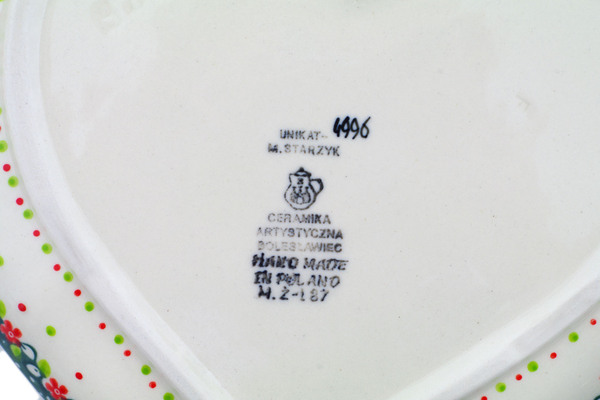 UNIKAT- 4996
M. STARZYK
CERAMIKA
ARTYSTYCZNA
BOLESŁAWIEC
HAND MADE
IN POLAND
M.Z-187